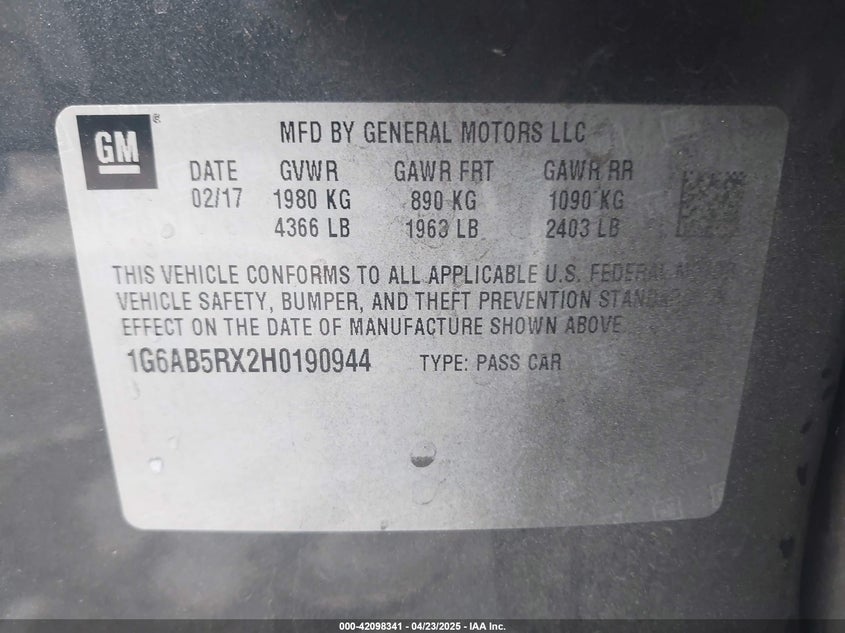 GM
MFD BY GENERAL MOTORS LLC
DATE GVWR GAWR FRT GAWR RR
02/17 1980 KG 890 KG 1090 KG
4366 LB 1963 LB 2403 LB
THIS VEHICLE CONFORMS TO ALL APPLICABLE U.S. FEDERAL MOTOR
VEHICLE SAFETY, BUMPER, AND THEFT PREVENTION STANDARDS IN
EFFECT ON THE DATE OF MANUFACTURE SHOWN ABOVE.
1G6AB5RX2H0190944 TYPE: PASS CAR
000-42098341 - 04/23/2025 - IAA Inc.